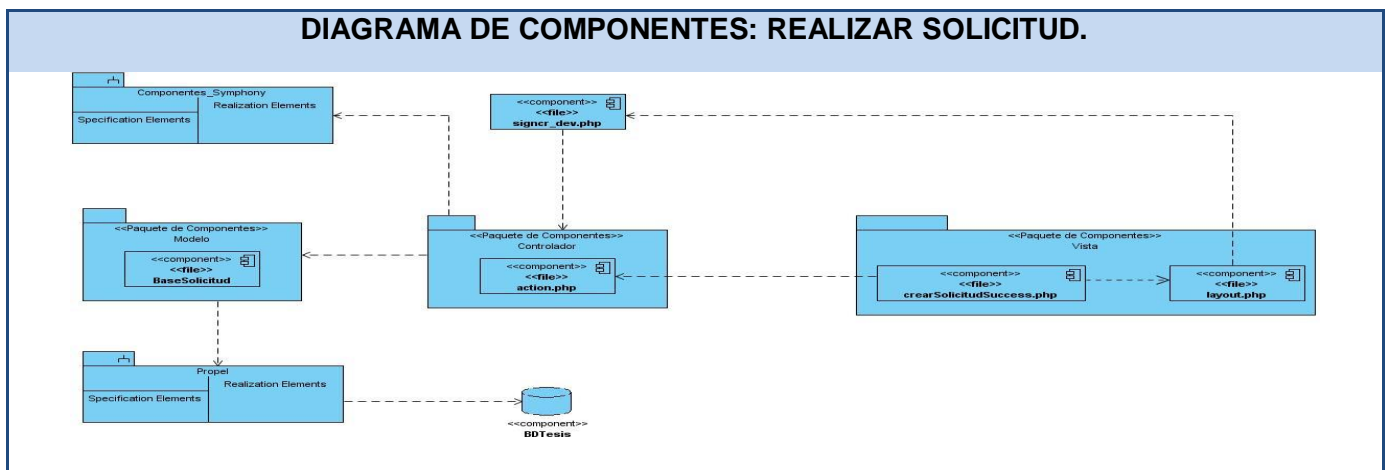 DIAGRAMA DE COMPONENTES: REALIZAR SOLICITUD.
Componentes_Symphony
Specification Elements
Realization Elements
<<component>>
<<file>>
signcr_dev.php
<<Paquete de Componentes>>
Modelo
<<component>>
<<file>>
BaseSolicitud
<<Paquete de Componentes>>
Controlador
<<component>>
<<file>>
action.php
<<Paquete de Componentes>>
Vista
<<component>>
<<file>>
crearSolicitudSuccess.php
<<component>>
<<file>>
layout.php
Propel
Specification Elements
Realization Elements
<<component>>
BDTesis